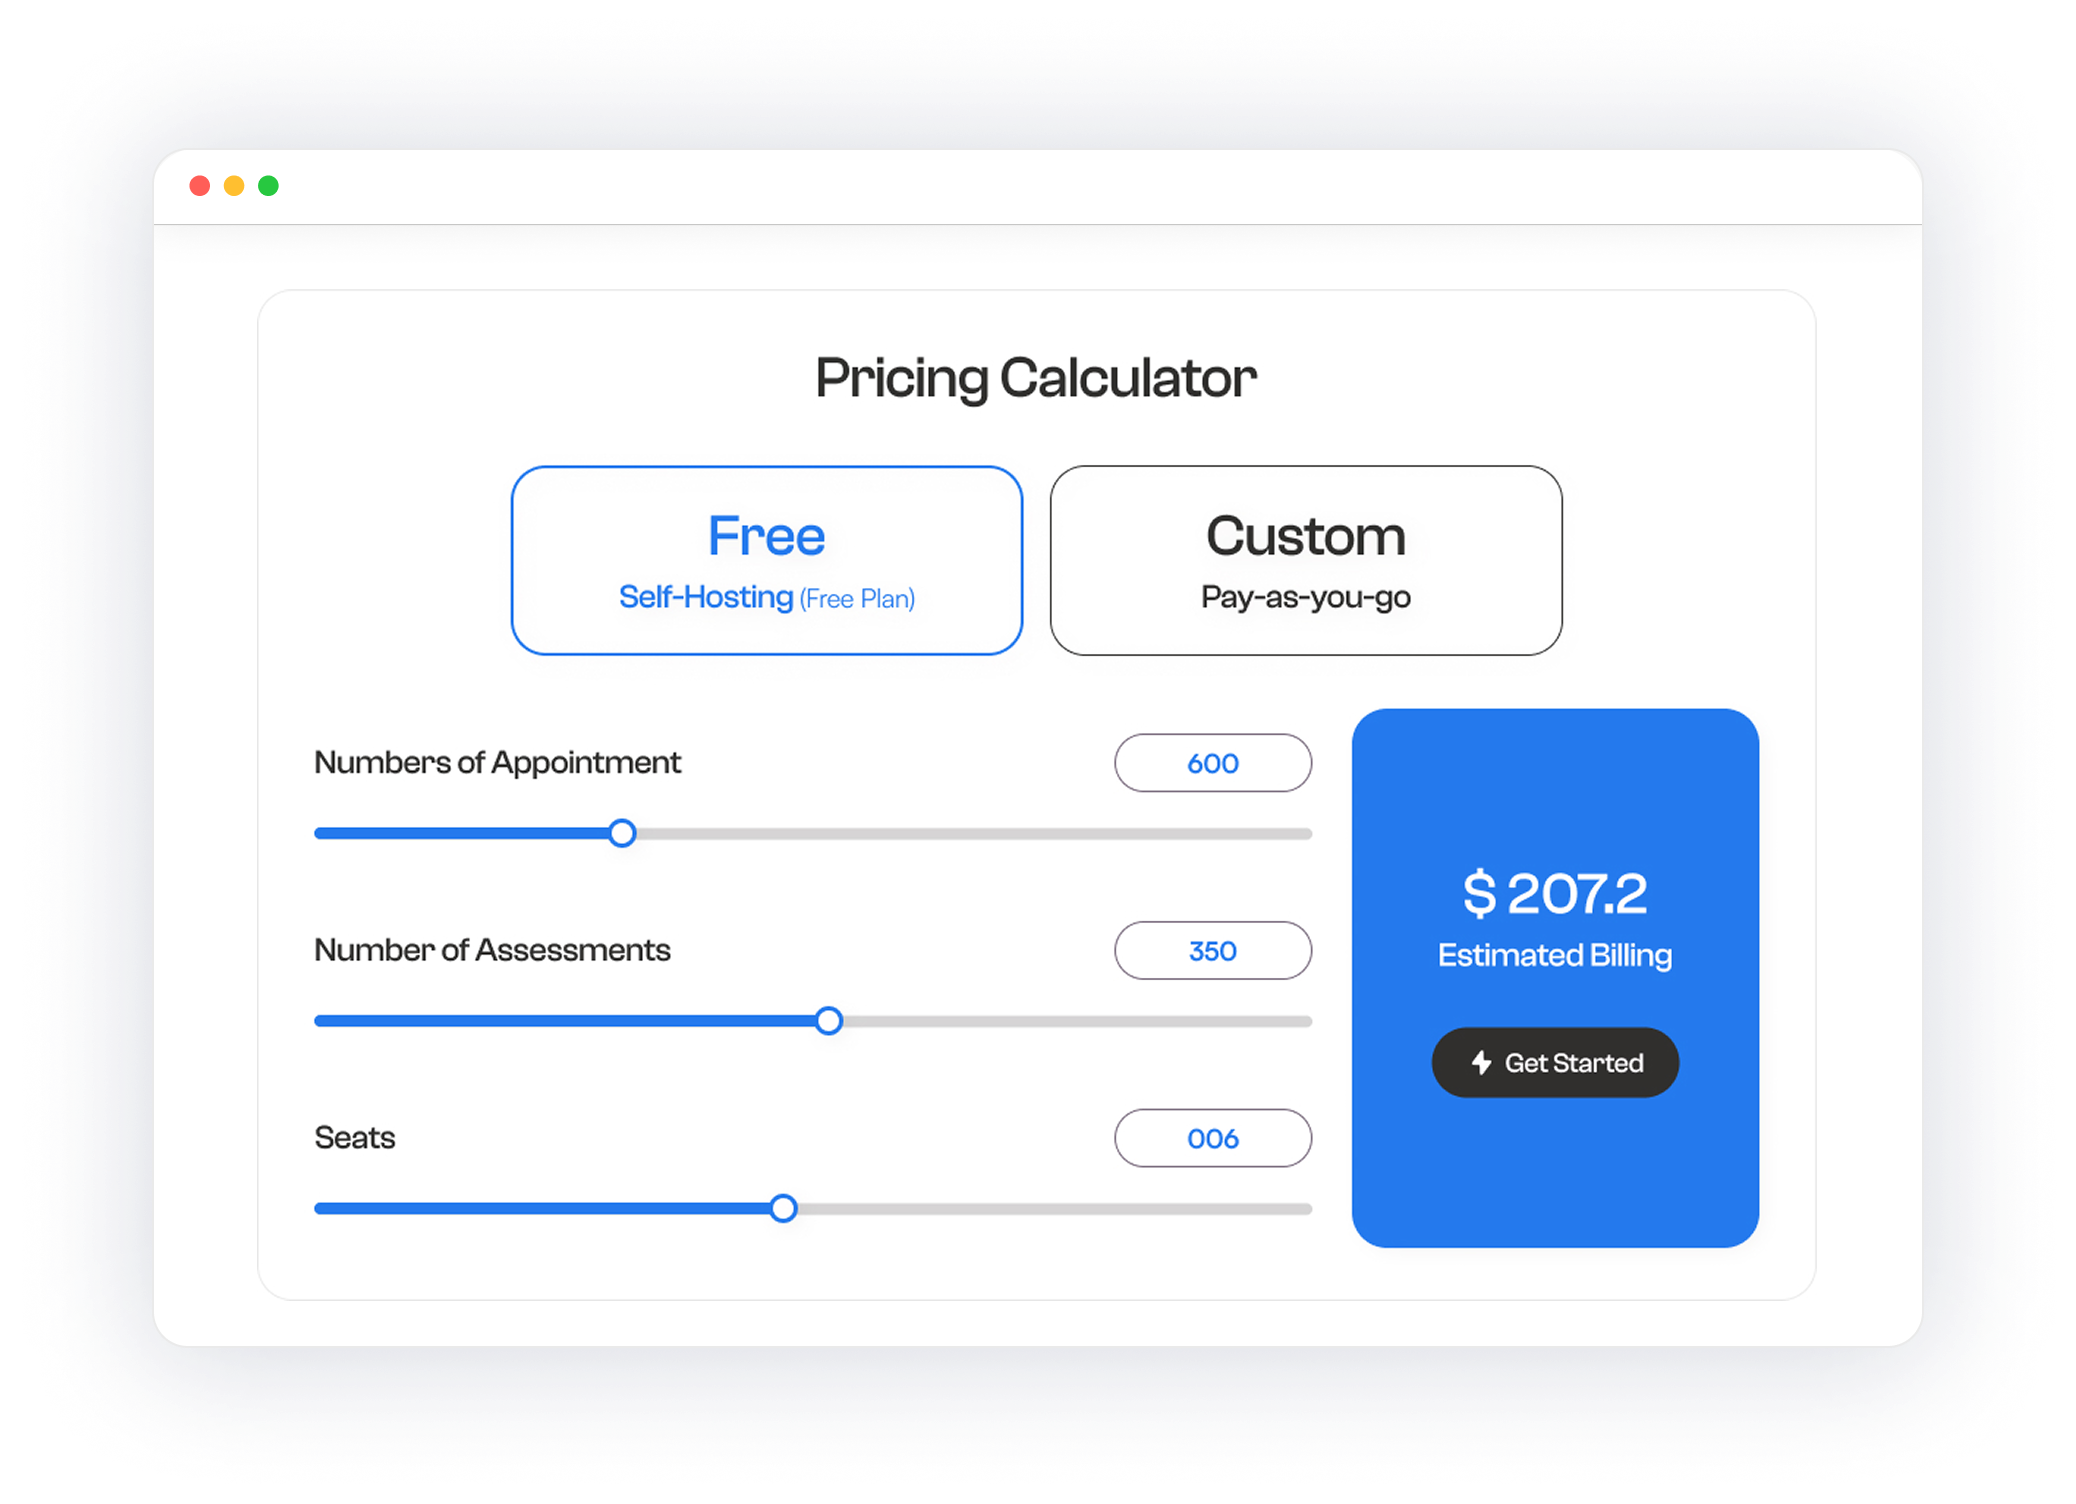 Pricing Calculator
Free
Self-Hosting (Free Plan)
Custom
Pay-as-you-go
Numbers of Appointment
600
Number of Assessments
350
Seats
006
$ 207.2
Estimated Billing
Get Started